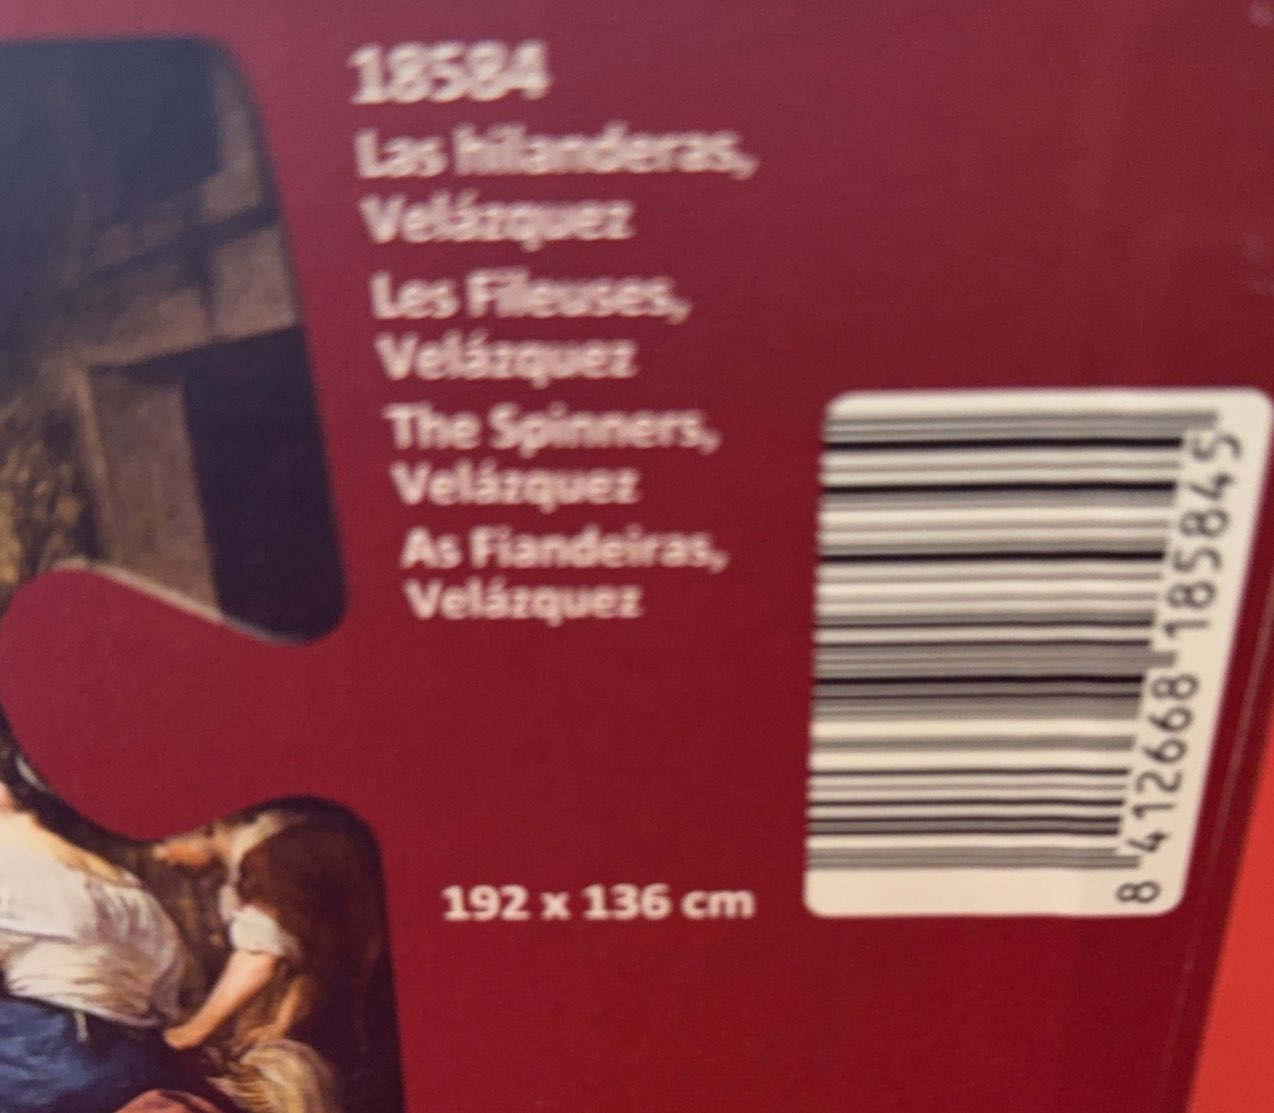 18584
Las hilanderas,
Velázquez
Les Fileuses,
Velázquez
The Spinners,
Velázquez
As Fiandeiras,
Velázquez
192 x 136 cm
8 412668 185845